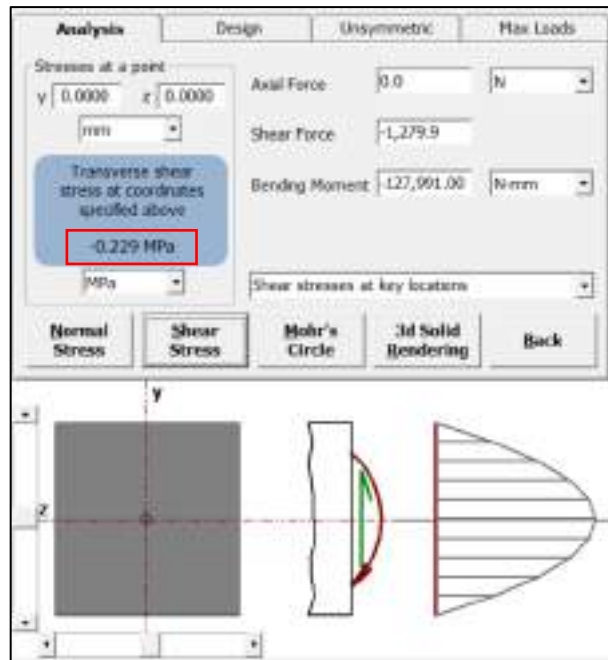 Analysis Design Unsymmetric Max Loads
Stresses at a point
y 0.0000 z 0.0000
mm
Axial Force 0.0 N
Shear Force -1,279.9
Transverse shear
stress at coordinates
specified above
Bending Moment -127,991.00 N-mm
-0.229 MPa
MPa
Shear stresses at key locations
Normal Stress
Shear Stress
Mohr's Circle
3d Solid Rendering
Back
y
z